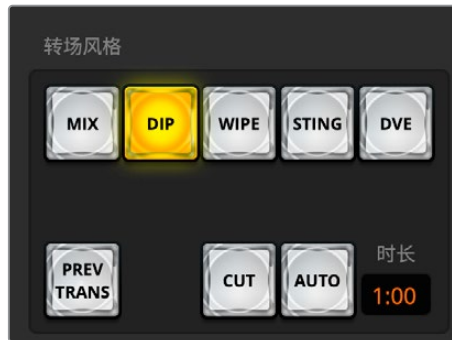 转场风格
MIX DIP WIPE STING DVE
时长
PREV
TRANS
CUT AUTO 1:00